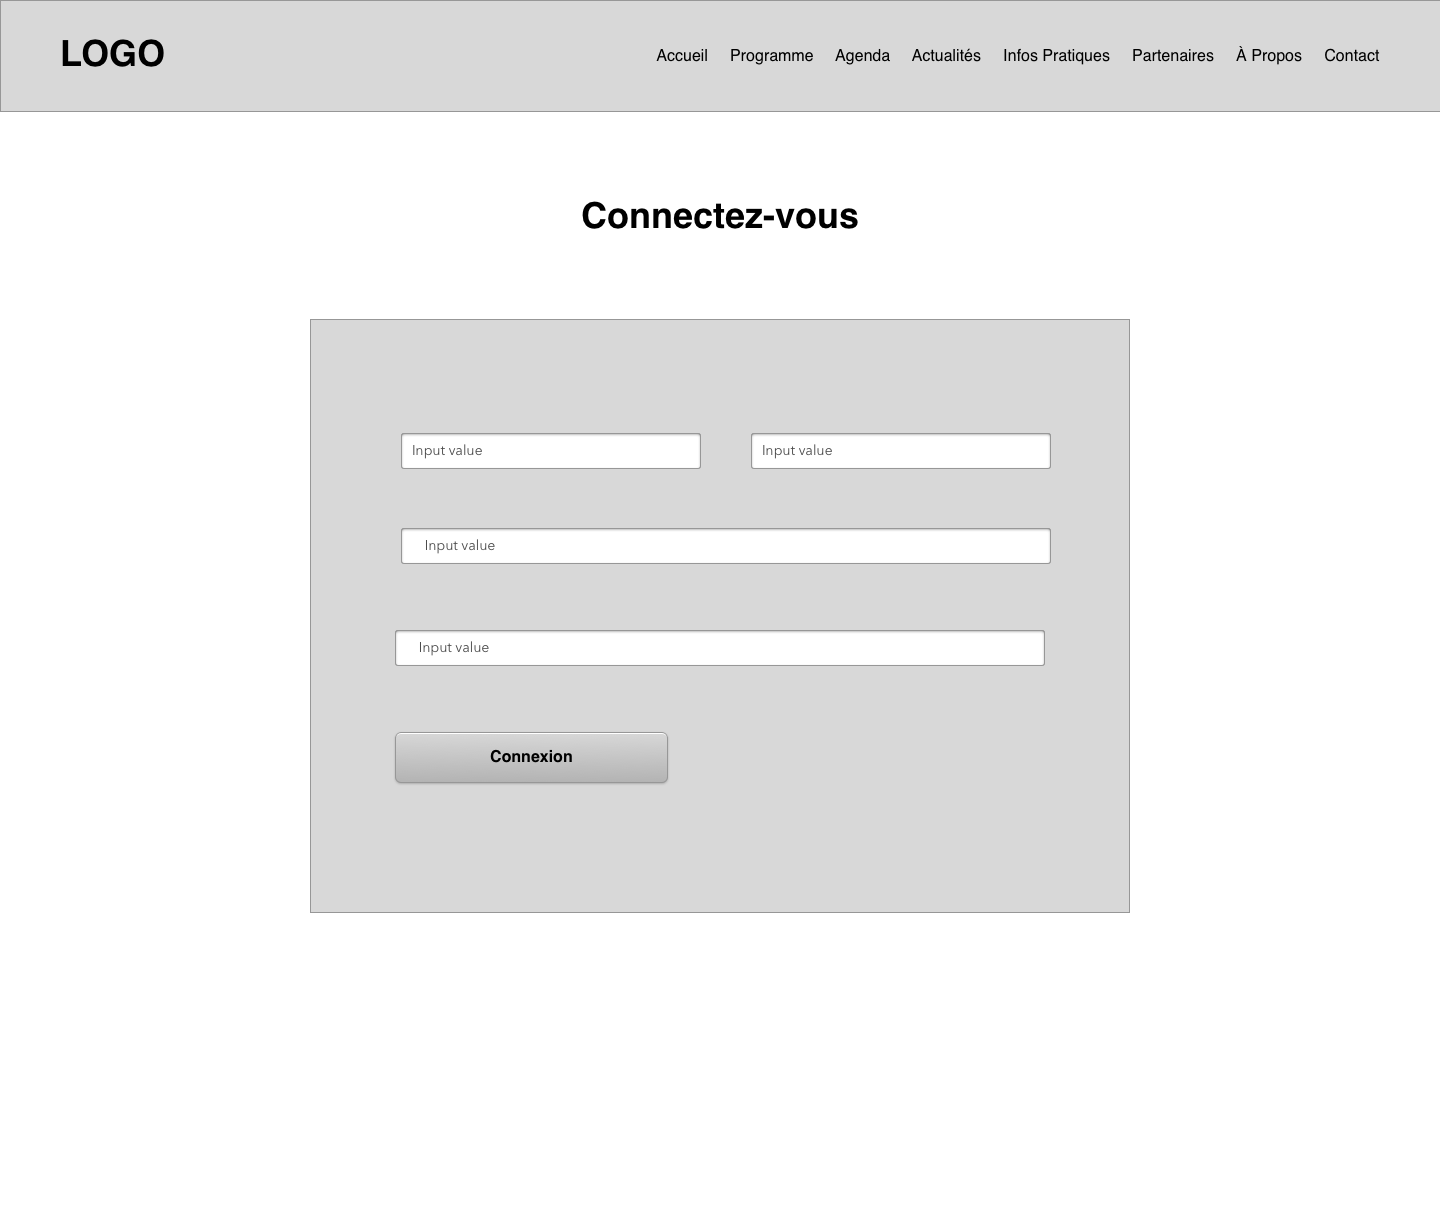 LOGO
Accueil Programme Agenda Actualités Infos Pratiques Partenaires À Propos Contact
Connectez-vous
Input value Input value
Input value
Input value
Connexion